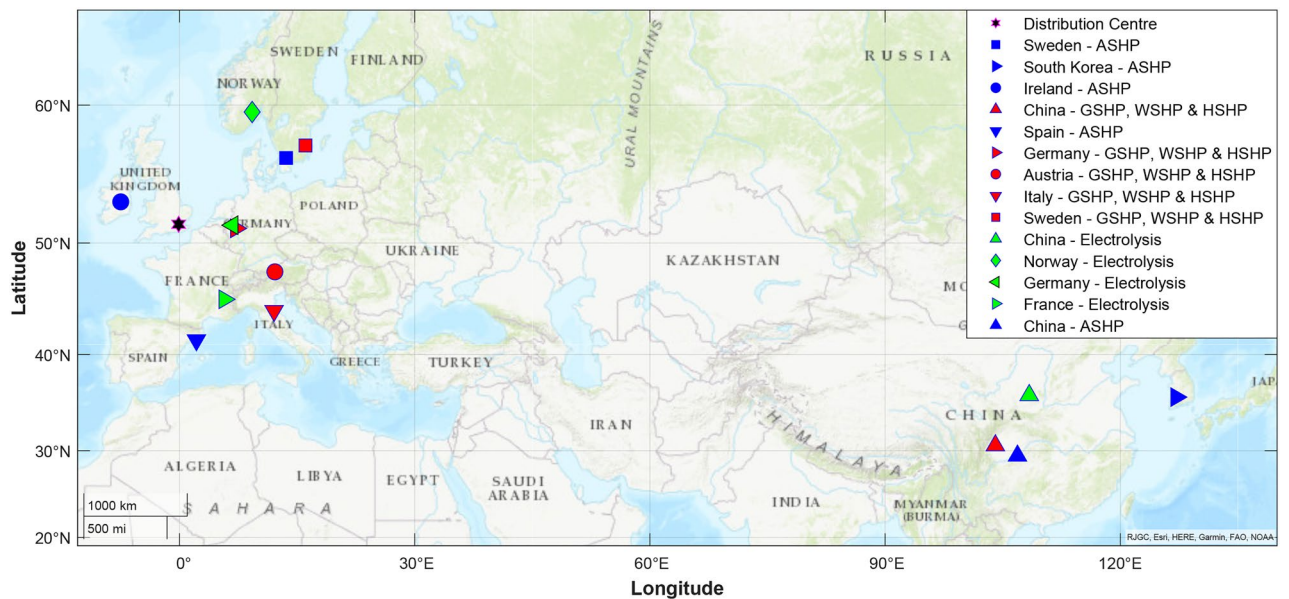 SWEDEN
FINLAND
RUSSIA
NORWAY
URAL MOUNTAINS
60°N
UNITED
KINGDOM
POLAND
GERMANY
50°N
UKRAINE
KAZAKHSTAN
MO
G
FRANCE
ITALY
40°N
SPAIN
GREECE
TURKEY
JAP
CHINA
IRAN
HIMALAYA
30°N
ALGERIA
LIBYA
EGYPT
SAUDI
ARABIA
INDIA
MYANMAR
(BURMA)
SAHARA
1000 km
500 mi
20°N
RJGC, Esri, HERE, Garmin, FAO, NOAA
0°
30°E
60°E
90°E
120°E
Longitude
Latitude
Distribution Centre
Sweden - ASHP
South Korea - ASHP
Ireland - ASHP
China - GSHP, WSHP & HSHP
Spain - ASHP
Germany - GSHP, WSHP & HSHP
Austria - GSHP, WSHP & HSHP
Italy - GSHP, WSHP & HSHP
Sweden - GSHP, WSHP & HSHP
China - Electrolysis
Norway - Electrolysis
Germany - Electrolysis
France - Electrolysis
China - ASHP